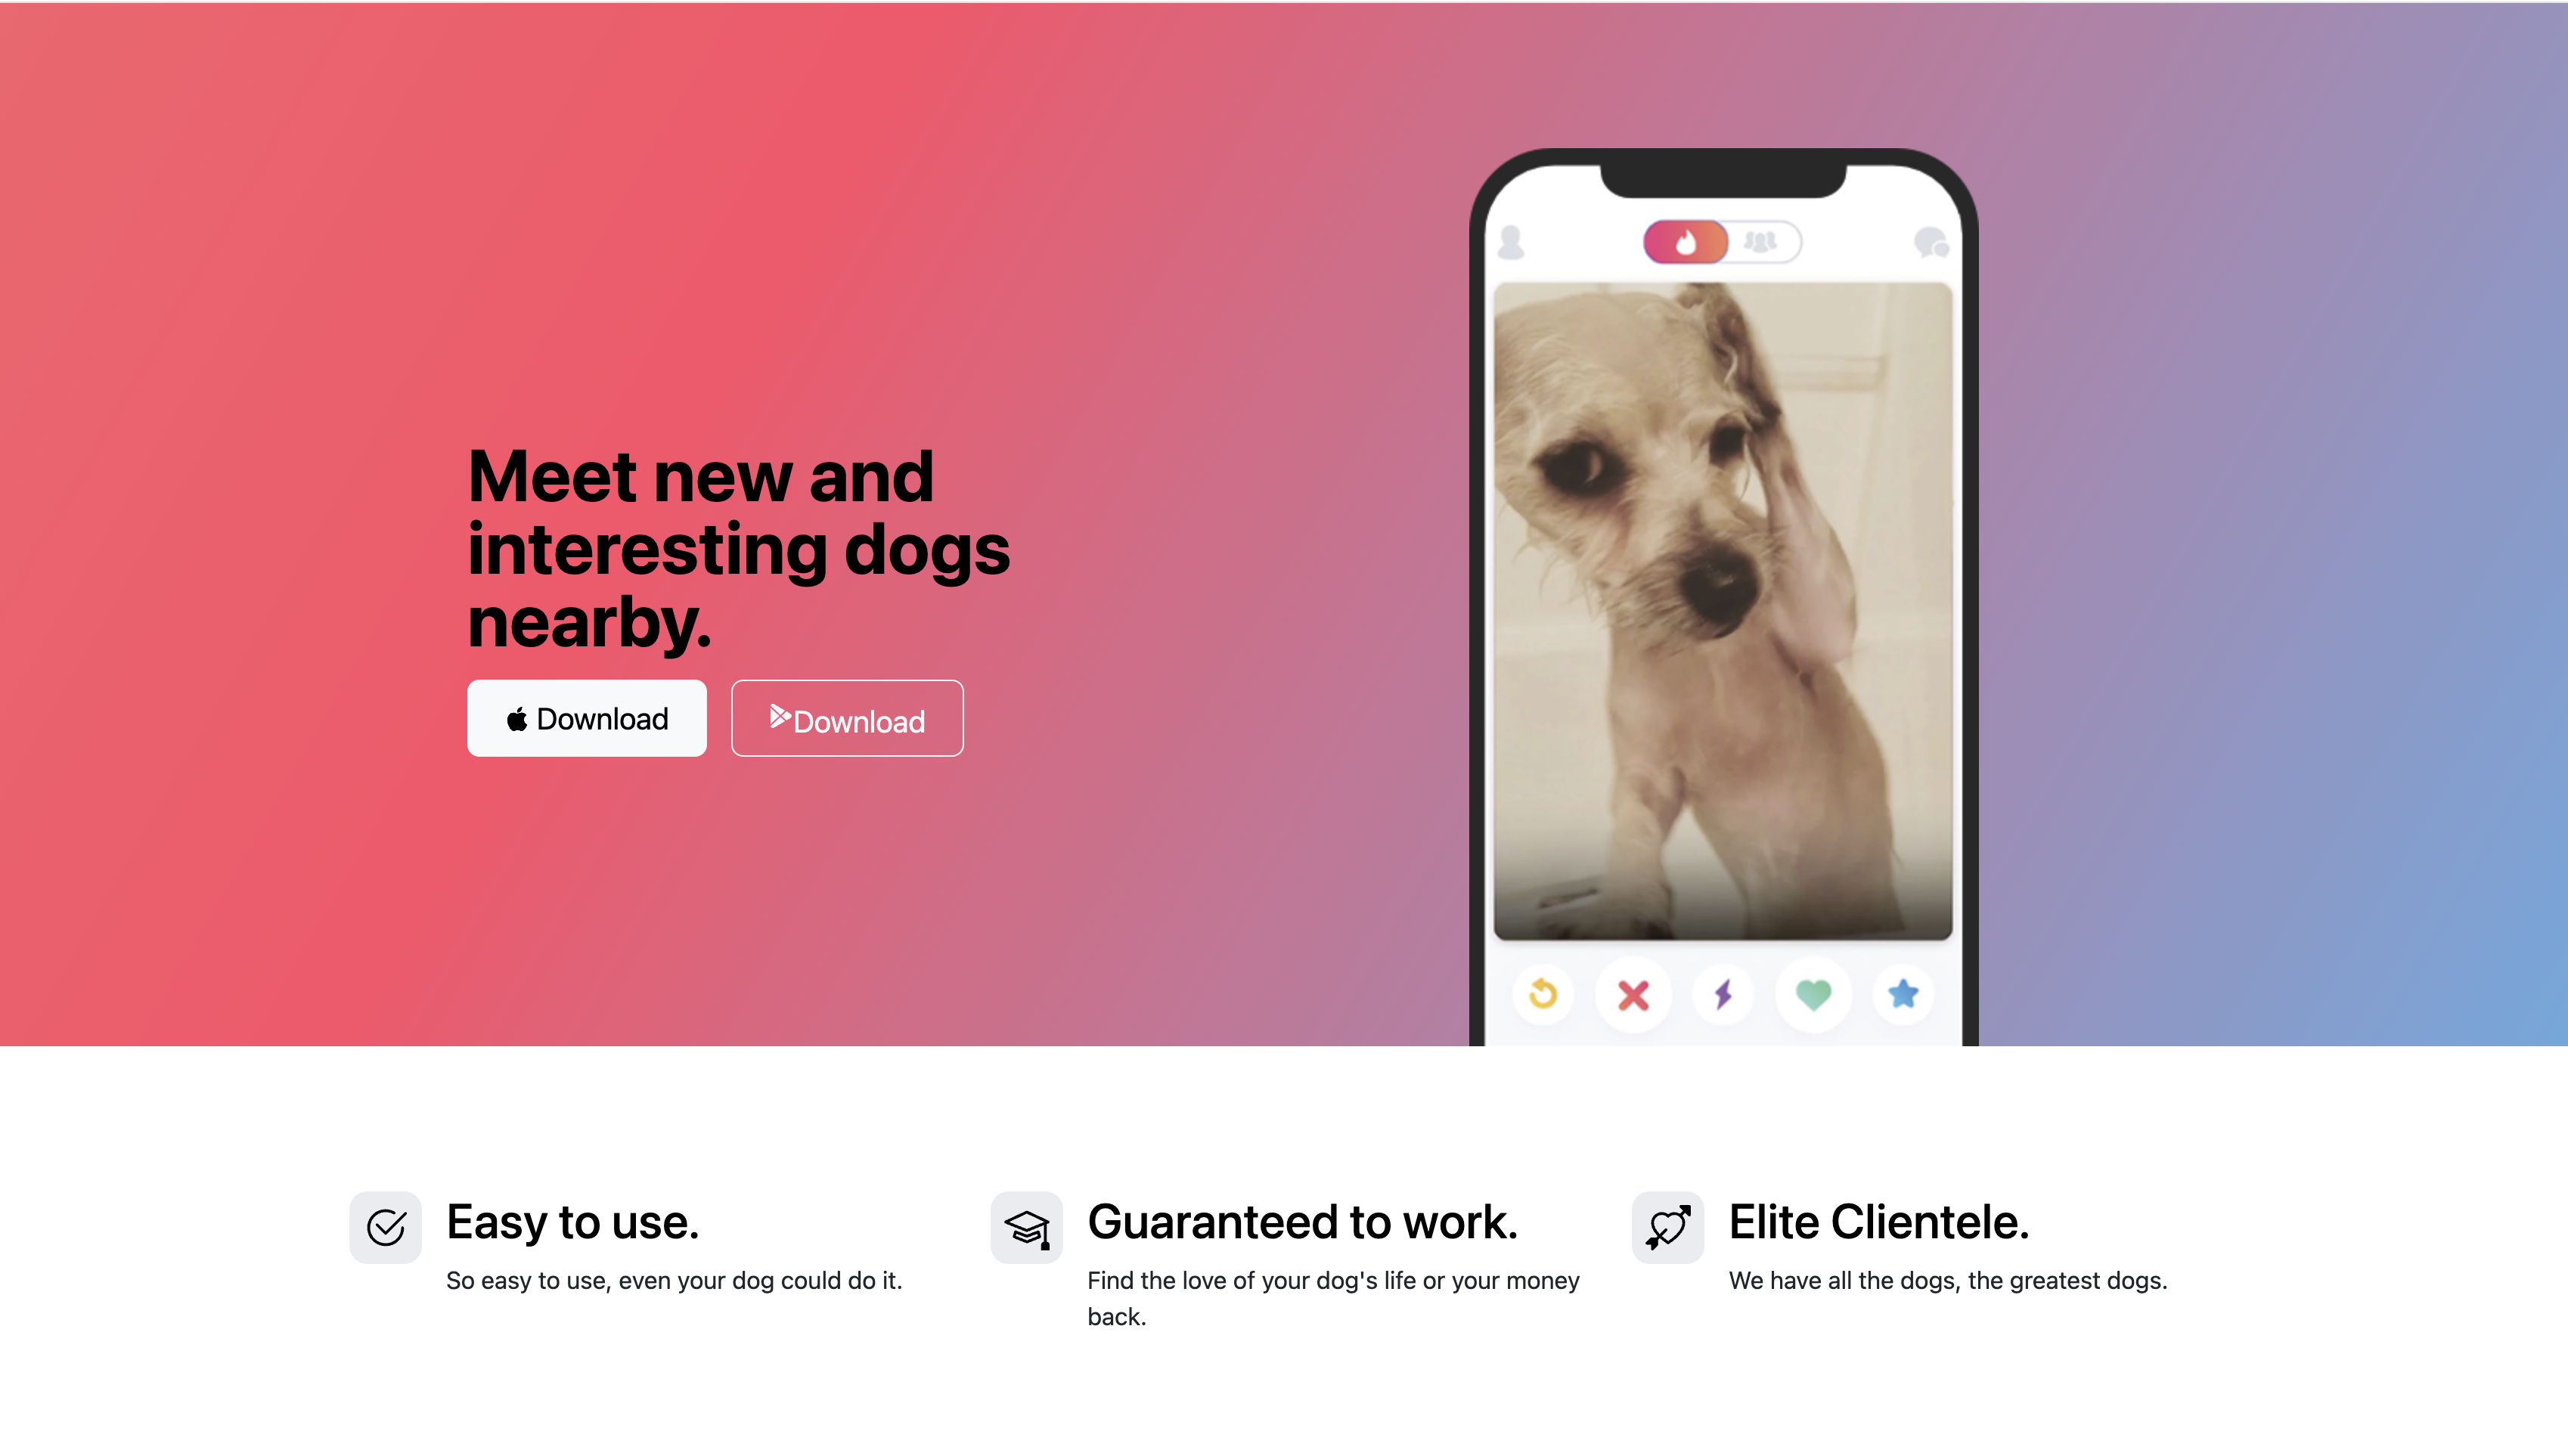 Meet new and
interesting dogs
nearby.
Download
Download
Easy to use.
So easy to use, even your dog could do it.
Guaranteed to work.
Find the love of your dog's life or your money
back.
Elite Clientele.
We have all the dogs, the greatest dogs.